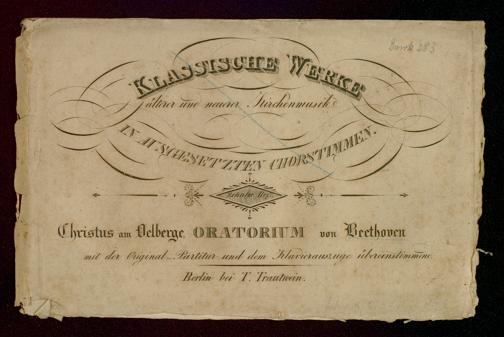 KLASSISCHE WERKE
älterer und neuerer Kirchenmusik
IN AUSGESETZTEN CHORSTIMMEN.
Christus am Oelberge, ORATORIUM von Beethoven
mit der Original-Partitur und dem Klavierauszuge übereinstimmend.
Berlin bei T. Trautwein.